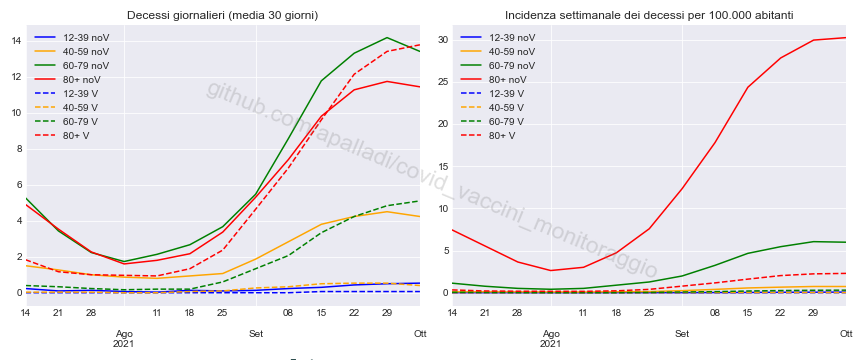 Decessi giornalieri (media 30 giorni)
14
12
10
8
6
4
2
0
12-39 noV
40-59 noV
60-79 noV
80+ noV
12-39 V
40-59 V
60-79 V
80+ V
14 21 28 11 18 25 08 15 22 29
Ago Set Ott
2021
Incidenza settimanale dei decessi per 100.000 abitanti
30
25
20
15
10
5
0
12-39 noV
40-59 noV
60-79 noV
80+ noV
12-39 V
40-59 V
60-79 V
80+ V
14 21 28 11 18 25 08 15 22 29
Ago Set Ott
2021
github.com/apalladi/covid_vaccini_monitoraggio